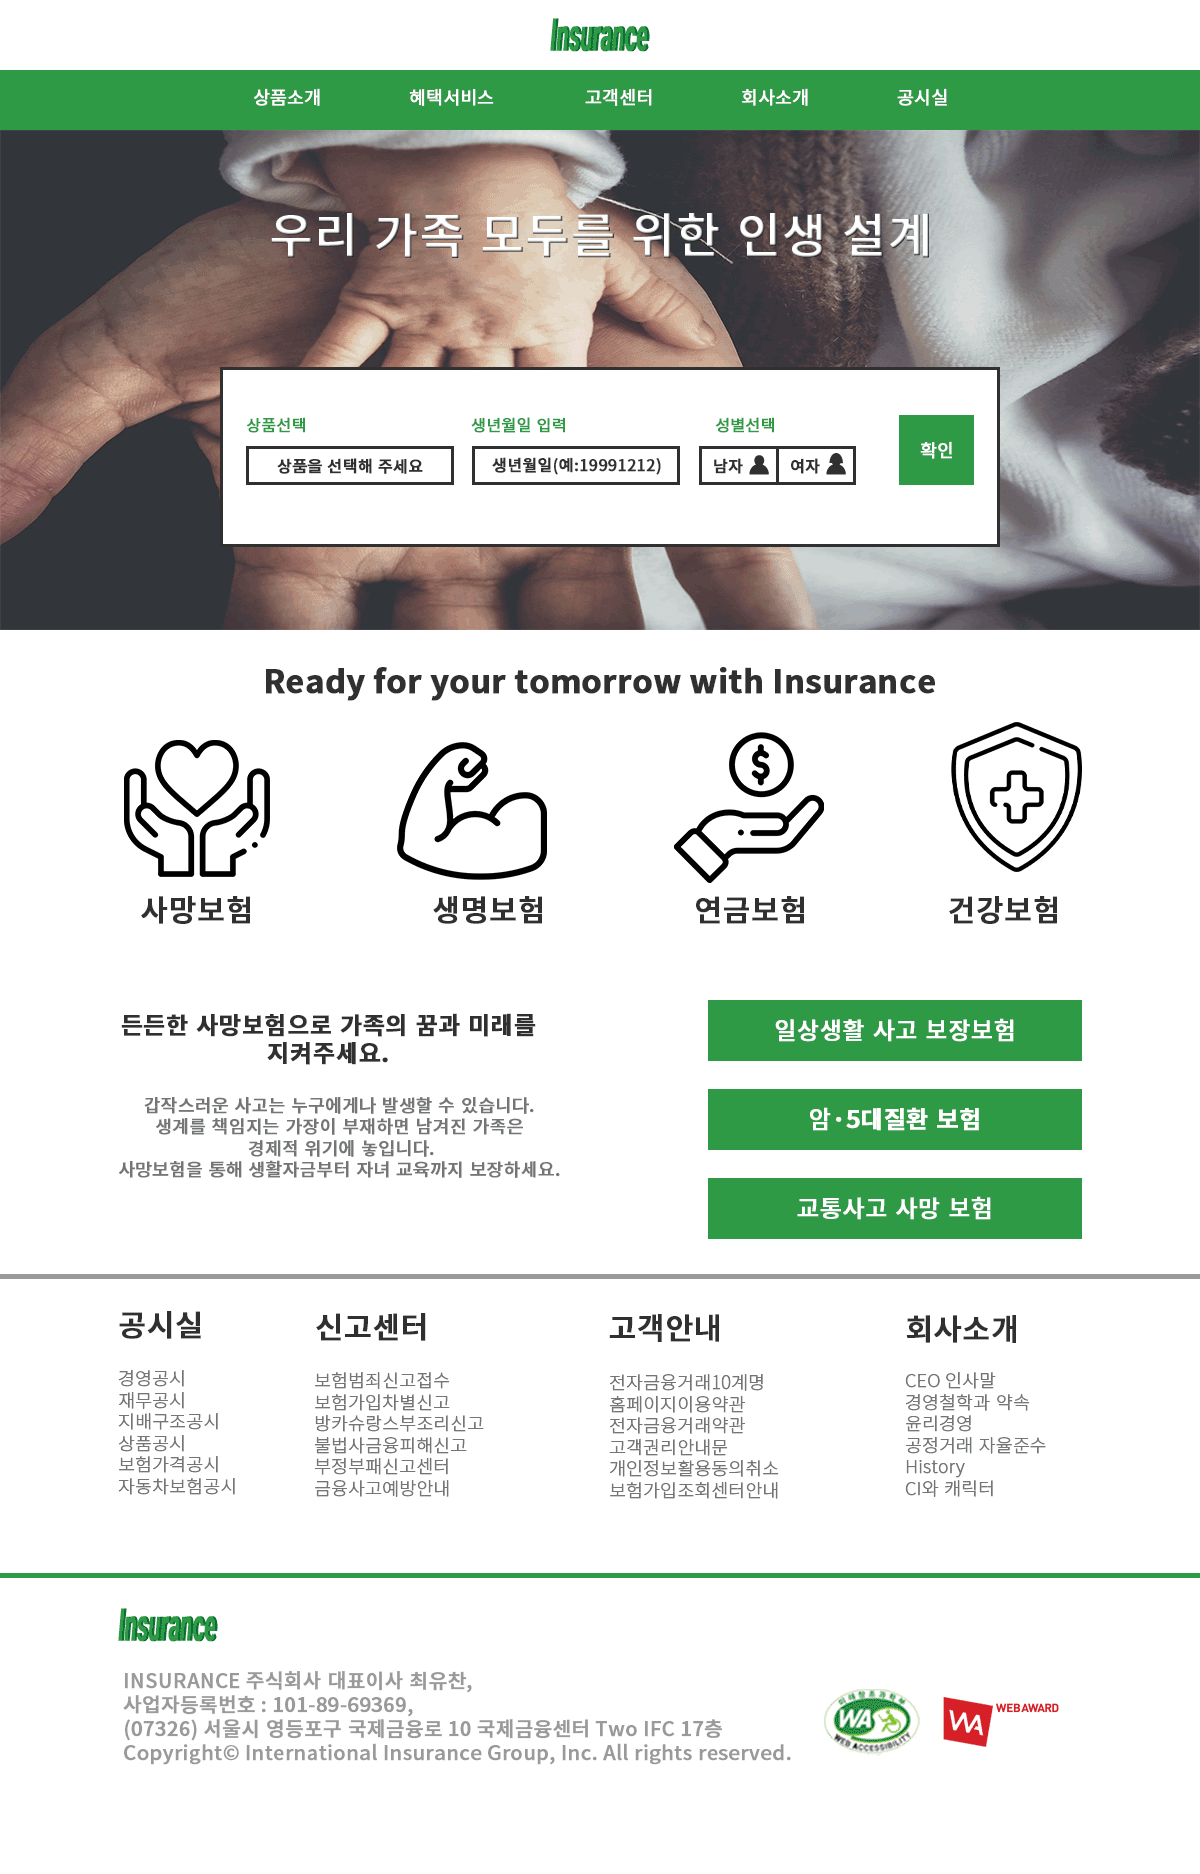 Insurance
상품소개 혜택서비스 고객센터 회사소개 공시실
우리 가족 모두를 위한 인생 설계
상품선택 생년월일 입력 성별선택
상품을 선택해 주세요 생년월일(예:19991212) 남자 여자 확인
Ready for your tomorrow with Insurance
사망보험 생명보험 연금보험 건강보험
든든한 사망보험으로 가족의 꿈과 미래를
지켜주세요.
갑작스러운 사고는 누구에게나 발생할 수 있습니다.
생계를 책임지는 가장이 부재하면 남겨진 가족은
경제적 위기에 놓입니다.
사망보험을 통해 생활자금부터 자녀 교육까지 보장하세요.
일상생활 사고 보장보험
암·5대질환 보험
교통사고 사망 보험
공시실
경영공시
재무공시
지배구조공시
상품공시
보험가격공시
자동차보험공시
신고센터
보험범죄신고접수
보험가입차별신고
방카슈랑스부조리신고
불법사금융피해신고
부정부패신고센터
금융사고예방안내
고객안내
전자금융거래10계명
홈페이지이용약관
전자금융거래약관
고객권리안내문
개인정보활용동의취소
보험가입조회센터안내
회사소개
CEO 인사말
경영철학과 약속
윤리경영
공정거래 자율준수
History
CI와 캐릭터
Insurance
INSURANCE 주식회사 대표이사 최유찬,
사업자등록번호 : 101-89-69369,
(07326) 서울시 영등포구 국제금융로 10 국제금융센터 Two IFC 17층
Copyright© International Insurance Group, Inc. All rights reserved.
미래창조과학부
WA
WEB ACCESSIBILITY
WA
WEB AWARD